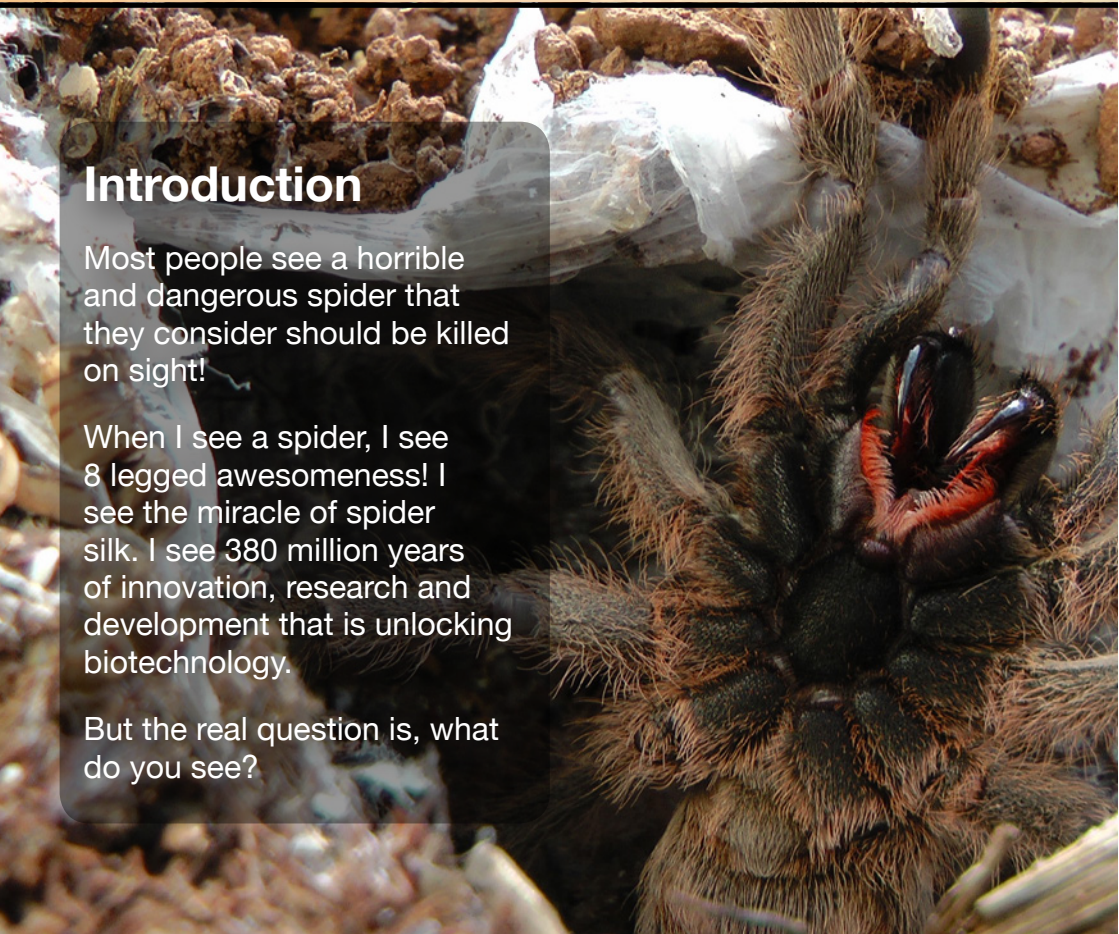 Introduction
Most people see a horrible
and dangerous spider that
they consider should be killed
on sight!
When I see a spider, I see
8 legged awesomeness! I
see the miracle of spider
silk. I see 380 million years
of innovation, research and
development that is unlocking
biotechnology.
But the real question is, what
do you see?